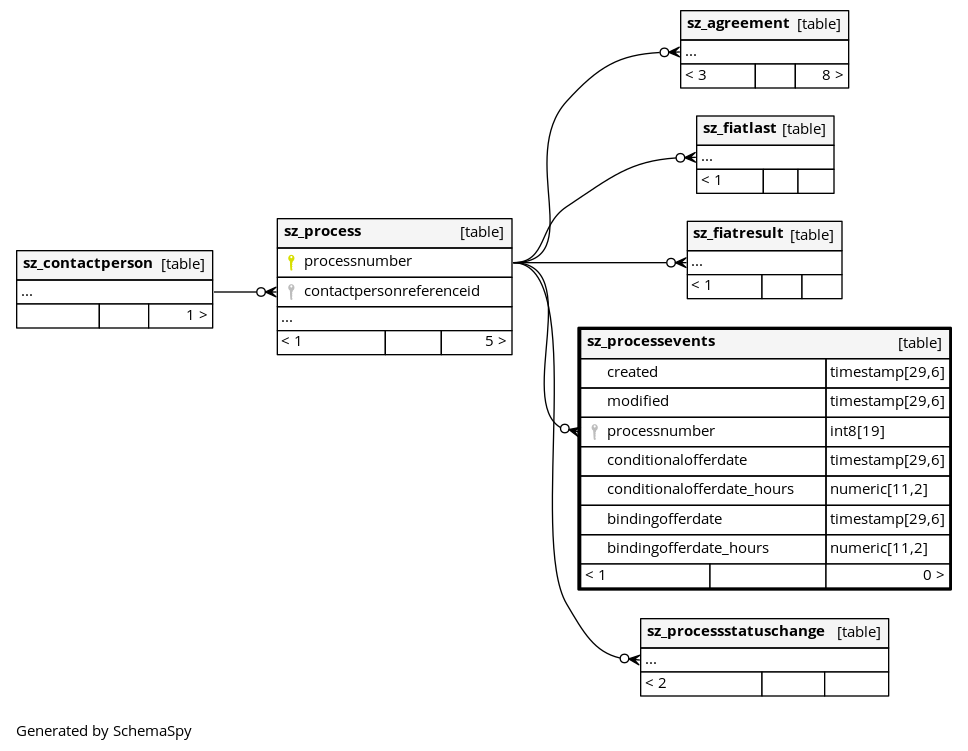 sz_agreement [table]
...
< 3 8 >
sz_fiatlast [table]
...
< 1
sz_process [table]
processnumber
contactpersonreferenceid
...
< 1 5 >
sz_contactperson [table]
...
1 >
sz_fiatresult [table]
...
< 1
sz_processevents [table]
created timestamp[29,6]
modified timestamp[29,6]
processnumber int8[19]
conditionalofferdate timestamp[29,6]
conditionalofferdate_hours numeric[11,2]
bindingofferdate timestamp[29,6]
bindingofferdate_hours numeric[11,2]
< 1 0 >
sz_processstatuschange [table]
...
< 2
Generated by SchemaSpy